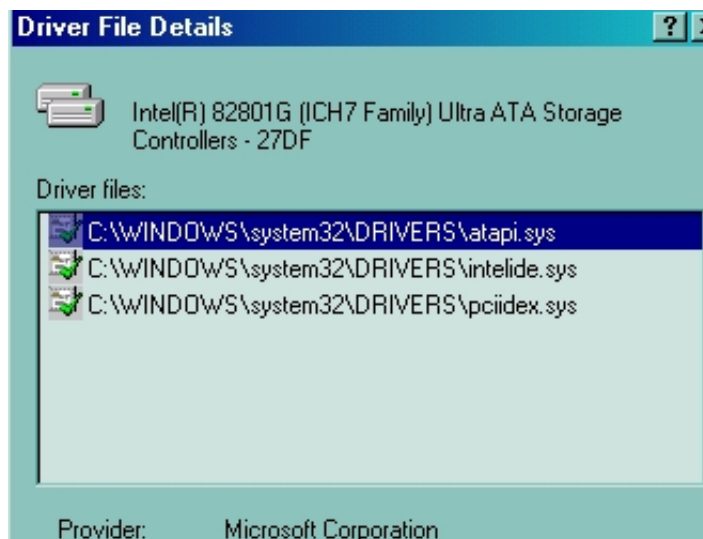 Driver File Details
Intel(R) 82801G (ICH7 Family) Ultra ATA Storage
Controllers - 27DF
Driver files:
C:\WINDOWS\system32\DRIVERS\atapi.sys
C:\WINDOWS\system32\DRIVERS\intelide.sys
C:\WINDOWS\system32\DRIVERS\pciidex.sys
Provider: Microsoft Corporation